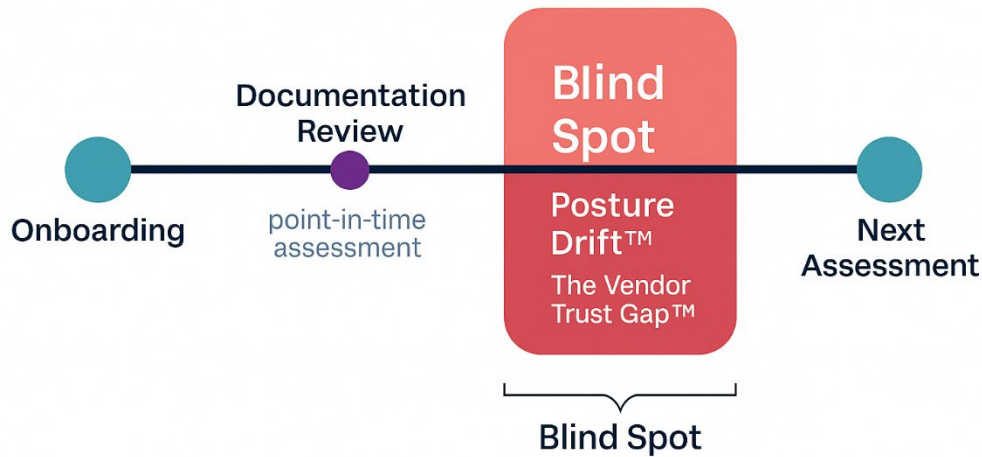 Onboarding
Documentation
Review
point-in-time
assessment
Blind
Spot
Posture
Drift™
The Vendor
Trust Gap™
Blind Spot
Next
Assessment